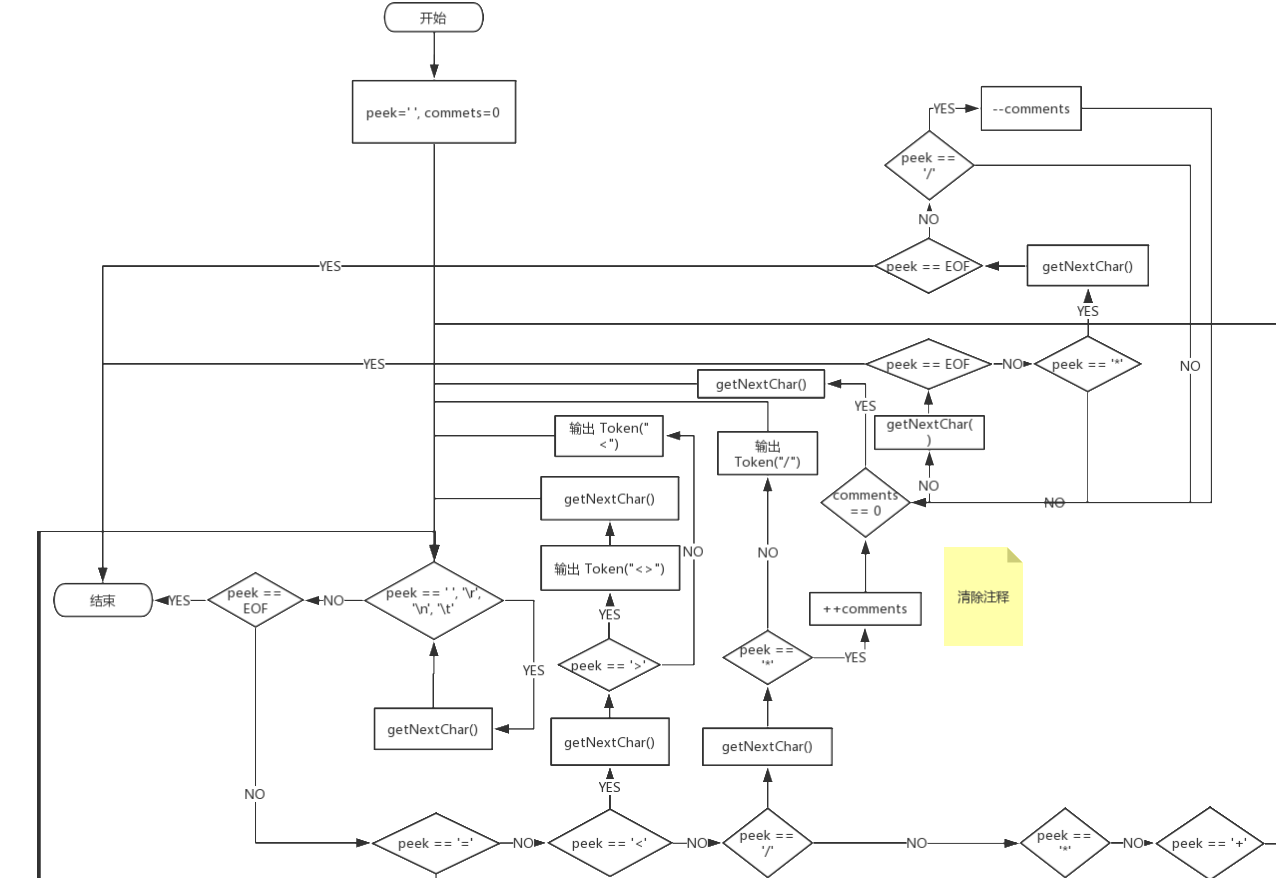 开始
peek=' ', commets=0
YES
--comments
peek ==
'/'
NO
YES
peek == EOF
getNextChar()
YES
YES
peek == EOF
NO
peek == '*'
NO
getNextChar()
YES
输出 Token("
<")
getNextChar(
)
输出
Token("/")
getNextChar()
NO
comments
== 0
NO
NO
输出 Token("<>")
NO
结束
YES
peek ==
EOF
NO
peek == ' ', '\r',
'\n', '\t'
YES
++comments
清除注释
YES
peek == '>'
peek ==
'*'
YES
getNextChar()
getNextChar()
getNextChar()
NO
YES
peek == '='
NO
peek == '<'
NO
peek ==
'/'
NO
peek ==
'*'
NO
peek == '+'